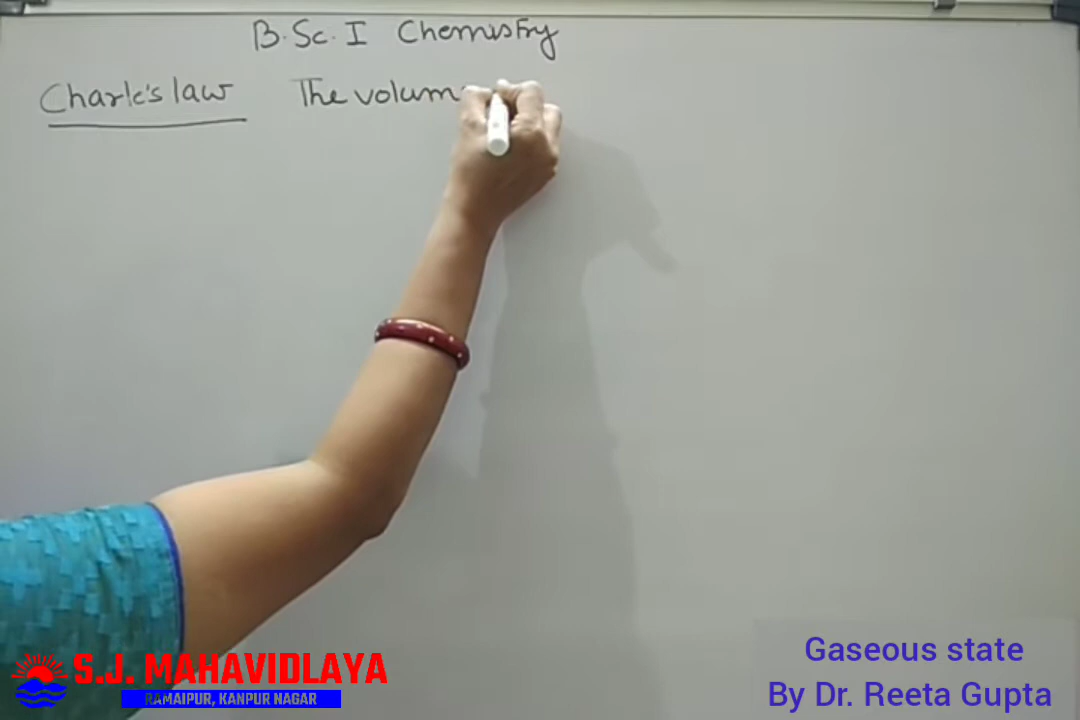 B.Sc. I Chemistry
Charle's law The volum
Gaseous state
By Dr. Reeta Gupta
S.J. MAHAVIDLAYA
RAMAIPUR, KANPUR NAGAR